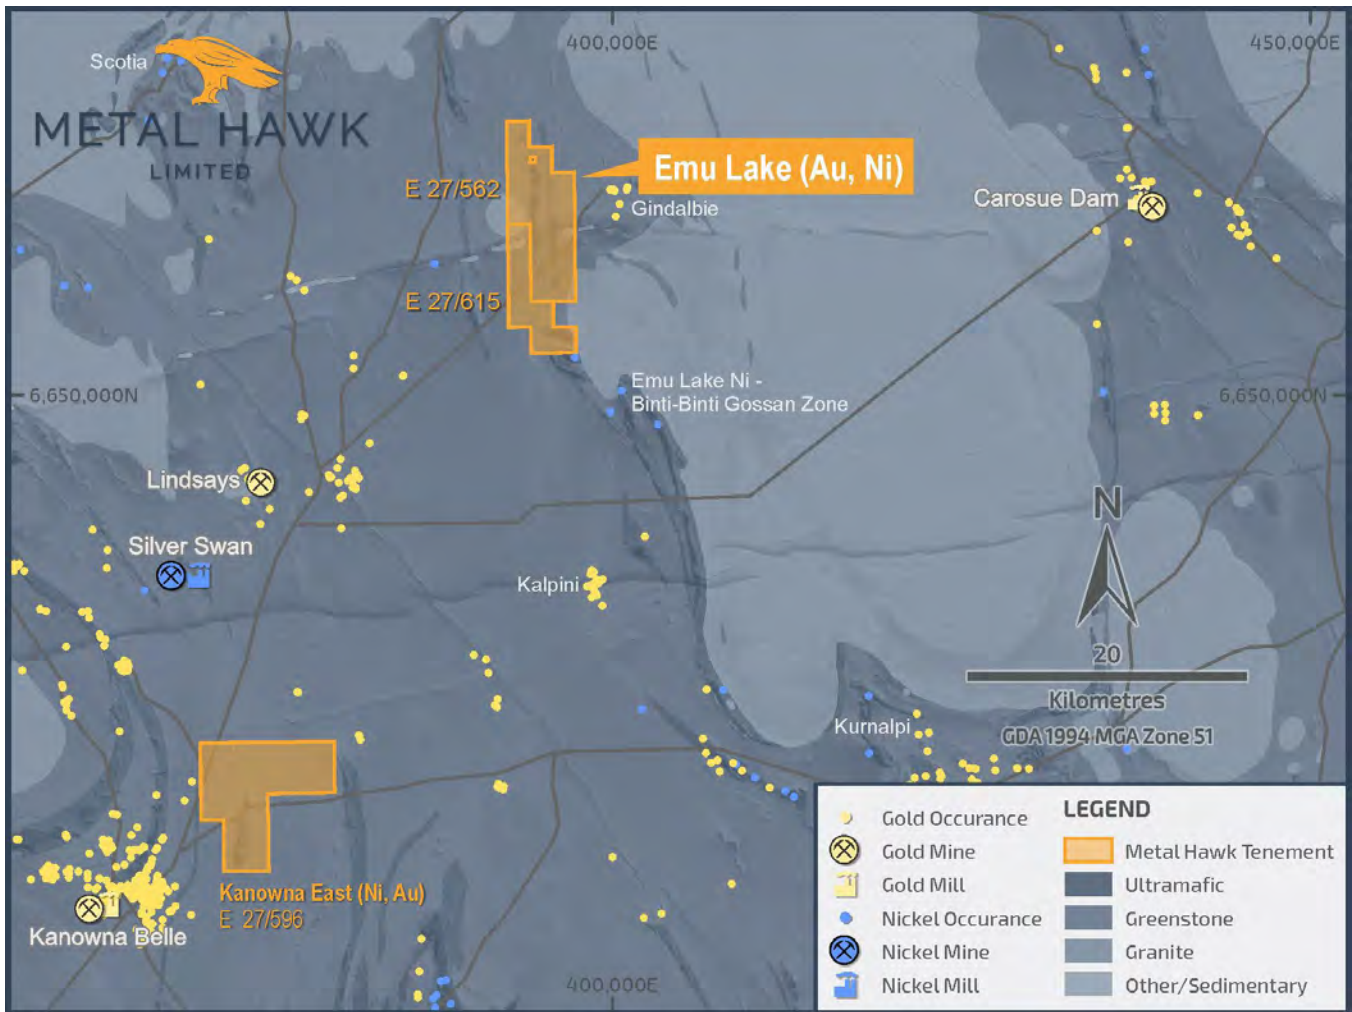 400,000E
450,000E
Scotia
METAL HAWK
LIMITED
Emu Lake (Au, Ni)
E 27/562
Gindalbie
Carosue Dam
E 27/615
Emu Lake Ni -
Binti-Binti Gossan Zone
6,650,000N
6,650,000N
Lindsays
Silver Swan
Kalpini
N
20
Kilometres
GDA 1994 MGA Zone 51
Kurnalpi
Kanowna East (Ni, Au)
E 27/596
Kanowna Belle
400,000E
LEGEND
Gold Occurance
Gold Mine
Gold Mill
Nickel Occurance
Nickel Mine
Nickel Mill
Metal Hawk Tenement
Ultramafic
Greenstone
Granite
Other/Sedimentary